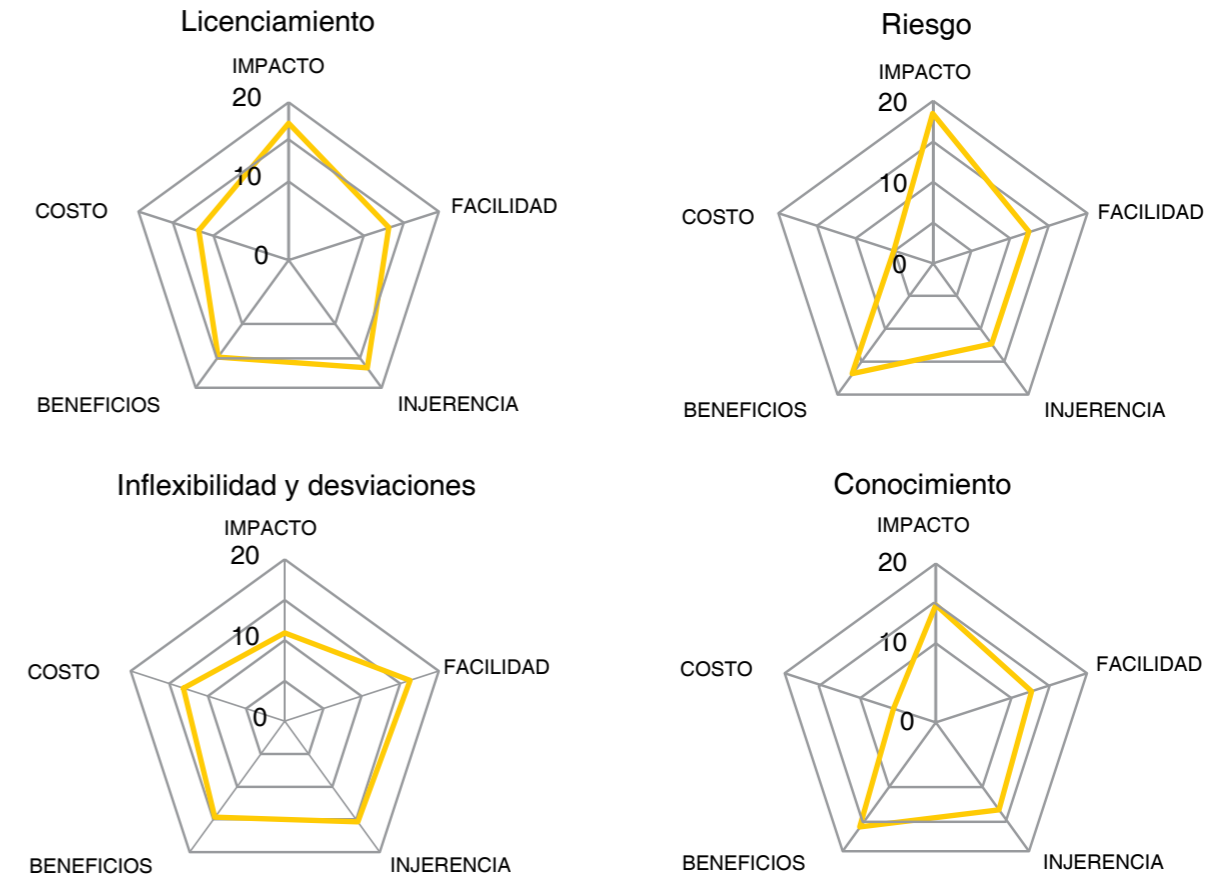 Licenciamiento
IMPACTO
20
10
0
COSTO
FACILIDAD
BENEFICIOS
INJERENCIA
Riesgo
IMPACTO
20
10
0
COSTO
FACILIDAD
BENEFICIOS
INJERENCIA
Inflexibilidad y desviaciones
IMPACTO
20
10
0
COSTO
FACILIDAD
BENEFICIOS
INJERENCIA
Conocimiento
IMPACTO
20
10
0
COSTO
FACILIDAD
BENEFICIOS
INJERENCIA